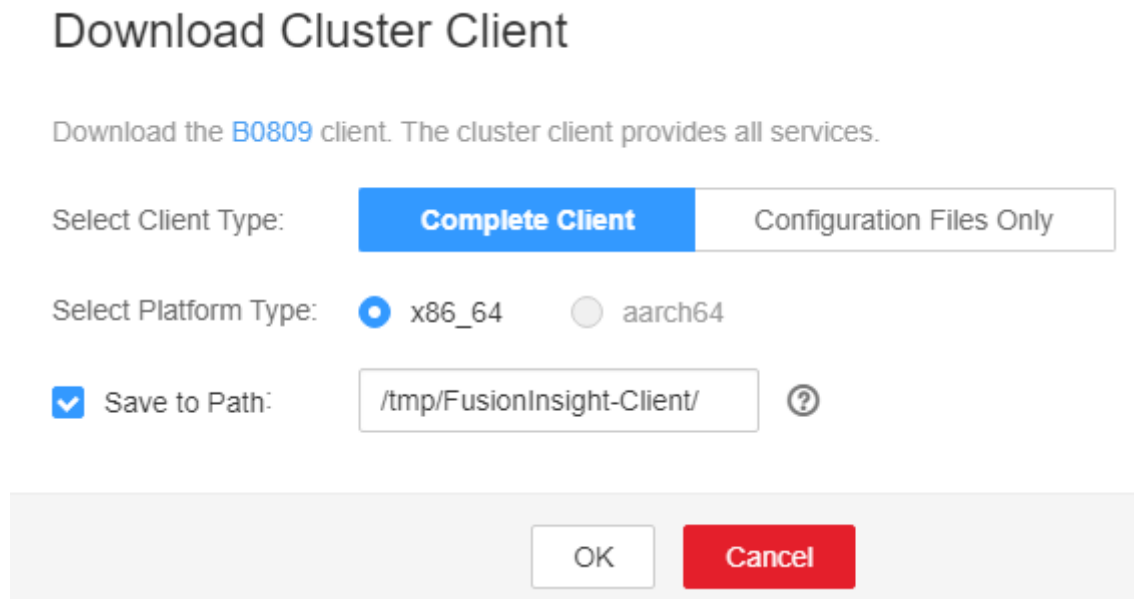 Download Cluster Client
Download the B0809 client. The cluster client provides all services.
Select Client Type: Complete Client Configuration Files Only
Select Platform Type: x86_64 aarch64
Save to Path: /tmp/FusionInsight-Client/ ?
OK Cancel